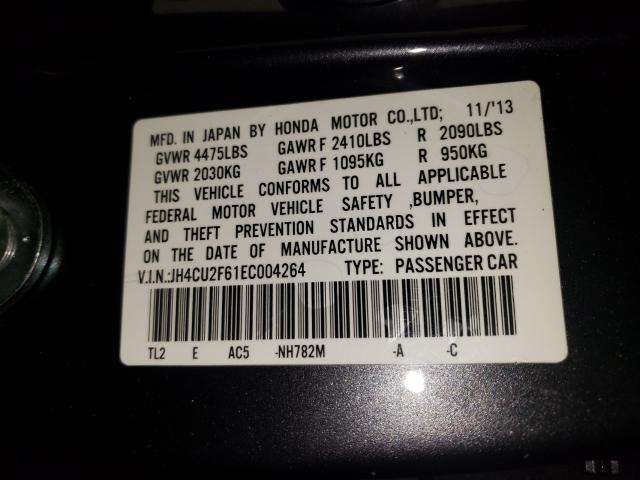 MFD. IN JAPAN BY HONDA MOTOR CO.,LTD; 11/'13
GVWR 4475LBS GAWR F 2410LBS R 2090LBS
GVWR 2030KG GAWR F 1095KG R 950KG
THIS VEHICLE CONFORMS TO ALL APPLICABLE
FEDERAL MOTOR VEHICLE SAFETY ,BUMPER,
AND THEFT PREVENTION STANDARDS IN EFFECT
ON THE DATE OF MANUFACTURE SHOWN ABOVE.
V.I.N.:JH4CU2F61EC004264 TYPE: PASSENGER CAR
TL2 E AC5 -NH782M -A -C